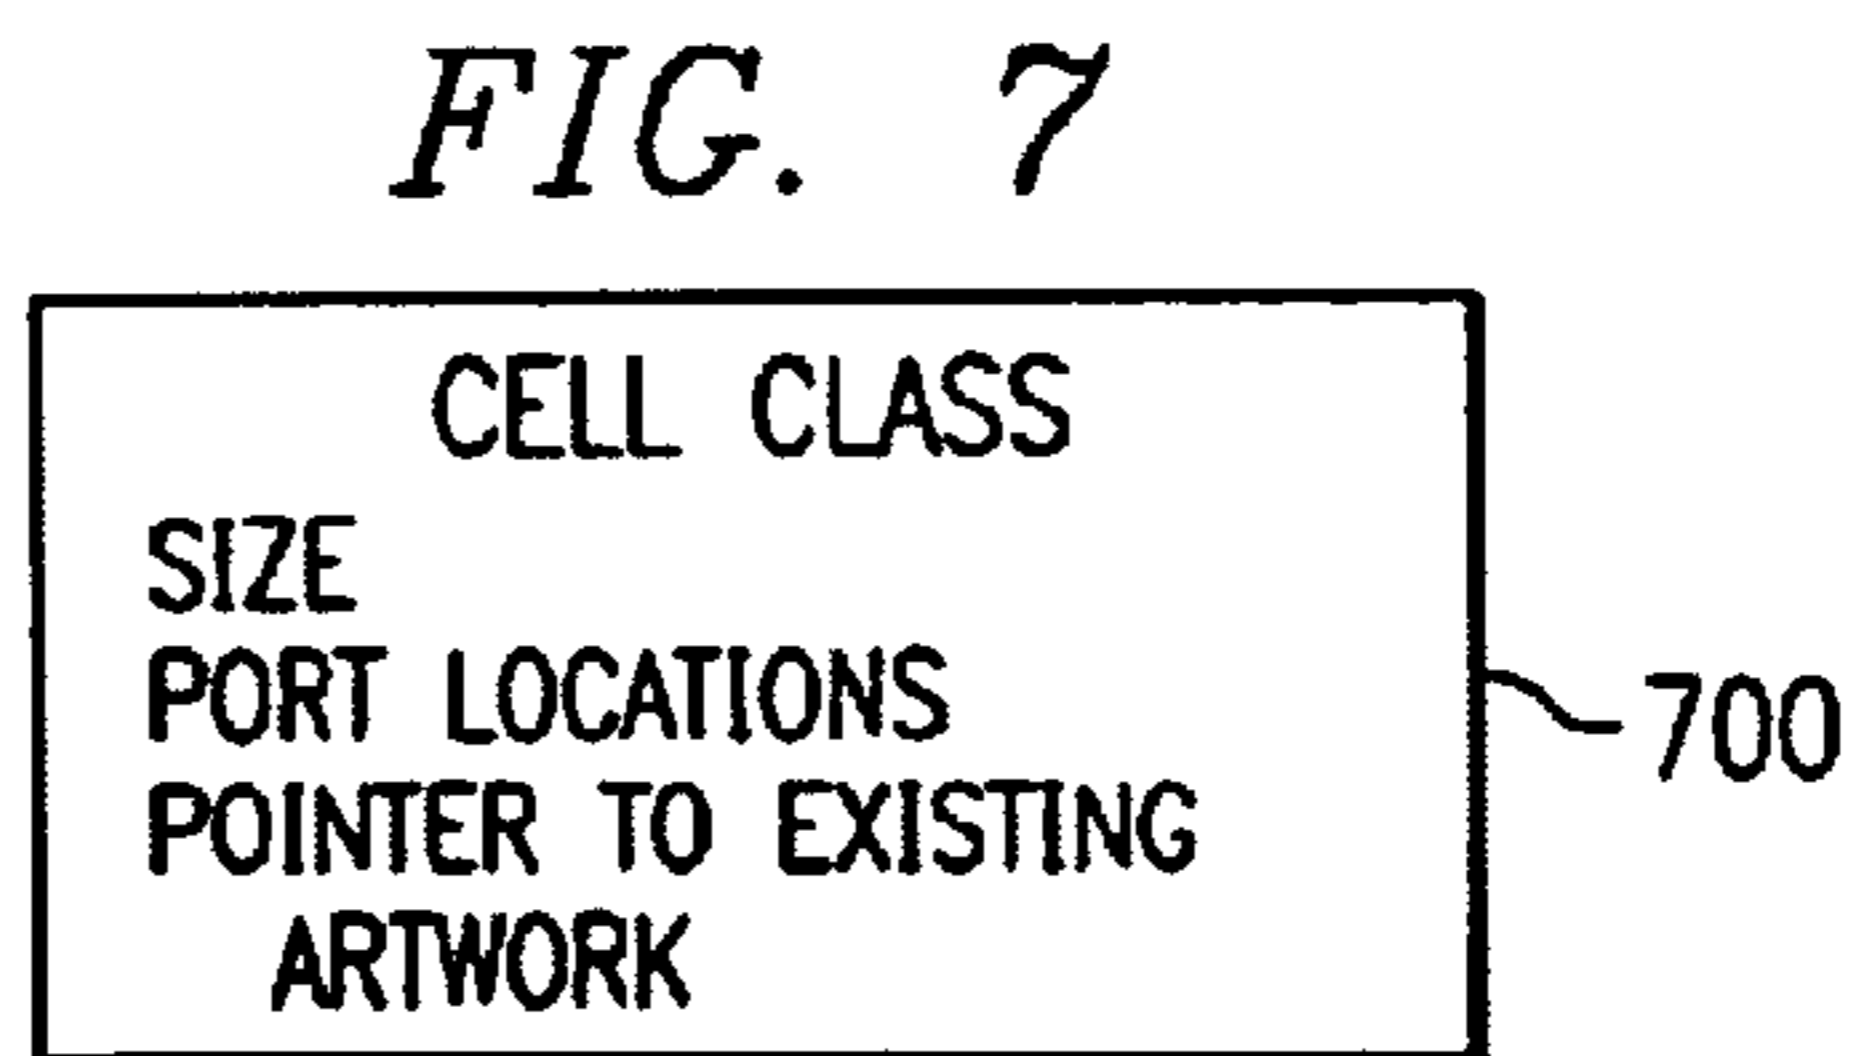 FIG. 7
CELL CLASS
SIZE
PORT LOCATIONS
700
POINTER TO EXISTING
ARTWORK